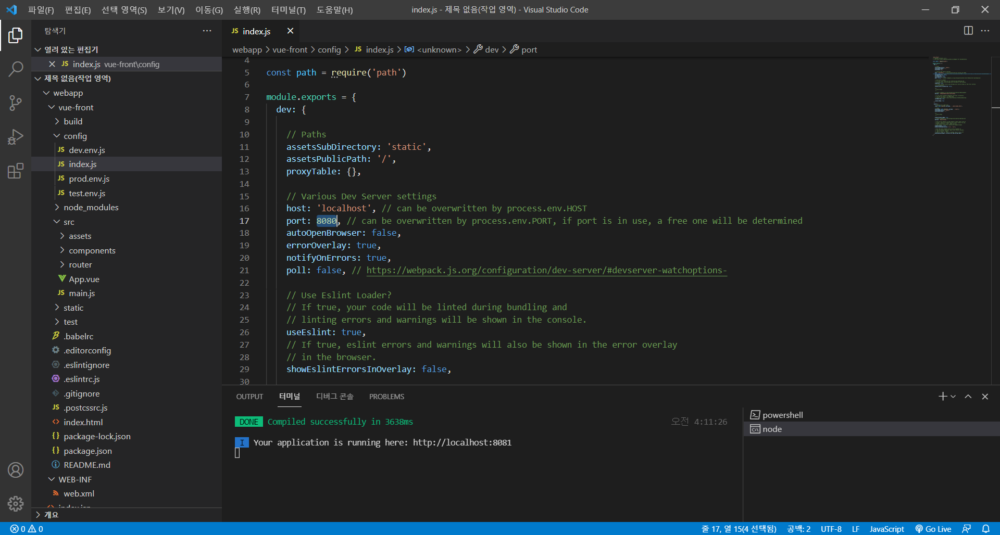 파일(F) 편집(E) 선택 영역(S) 보기(V) 이동(G) 실행(R) 터미널(T) 도움말(H) index.js - 제목 없음(작업 영역) - Visual Studio Code
탐색기
열려 있는 편집기
JS index.js vue-front\config
제목 없음(작업 영역)
webapp
vue-front
build
config
JS dev.env.js
JS index.js
JS prod.env.js
JS test.env.js
node_modules
src
assets
components
router
App.vue
JS main.js
static
test
.babelrc
.editorconfig
.eslintignore
.eslintrc.js
.gitignore
JS .postcssrc.js
<> index.html
{} package-lock.json
{} package.json
README.md
WEB-INF
web.xml
<> index.jsp
개요
JS index.js
webapp > vue-front > config > JS index.js > <unknown> > dev > port
4
5 const path = require('path')
6
7 module.exports = {
8 dev: {
9
10 // Paths
11 assetsSubDirectory: 'static',
12 assetsPublicPath: '/',
13 proxyTable: {},
14
15 // Various Dev Server settings
16 host: 'localhost', // can be overwritten by process.env.HOST
17 port: 8080, // can be overwritten by process.env.PORT, if port is in use, a free one will be determined
18 autoOpenBrowser: false,
19 errorOverlay: true,
20 notifyOnErrors: true,
21 poll: false, // https://webpack.js.org/configuration/dev-server/#devserver-watchoptions-
22
23 // Use Eslint Loader?
24 // If true, your code will be linted during bundling and
25 // linting errors and warnings will be shown in the console.
26 useEslint: true,
27 // If true, eslint errors and warnings will also be shown in the error overlay
28 // in the browser.
29 showEslintErrorsInOverlay: false,
30
OUTPUT 터미널 디버그 콘솔 PROBLEMS
DONE Compiled successfully in 3638ms 오전 4:11:26
I Your application is running here: http://localhost:8081
powershell
node
0 0 줄 17, 열 15(4 선택됨) 공백: 2 UTF-8 LF JavaScript Go Live